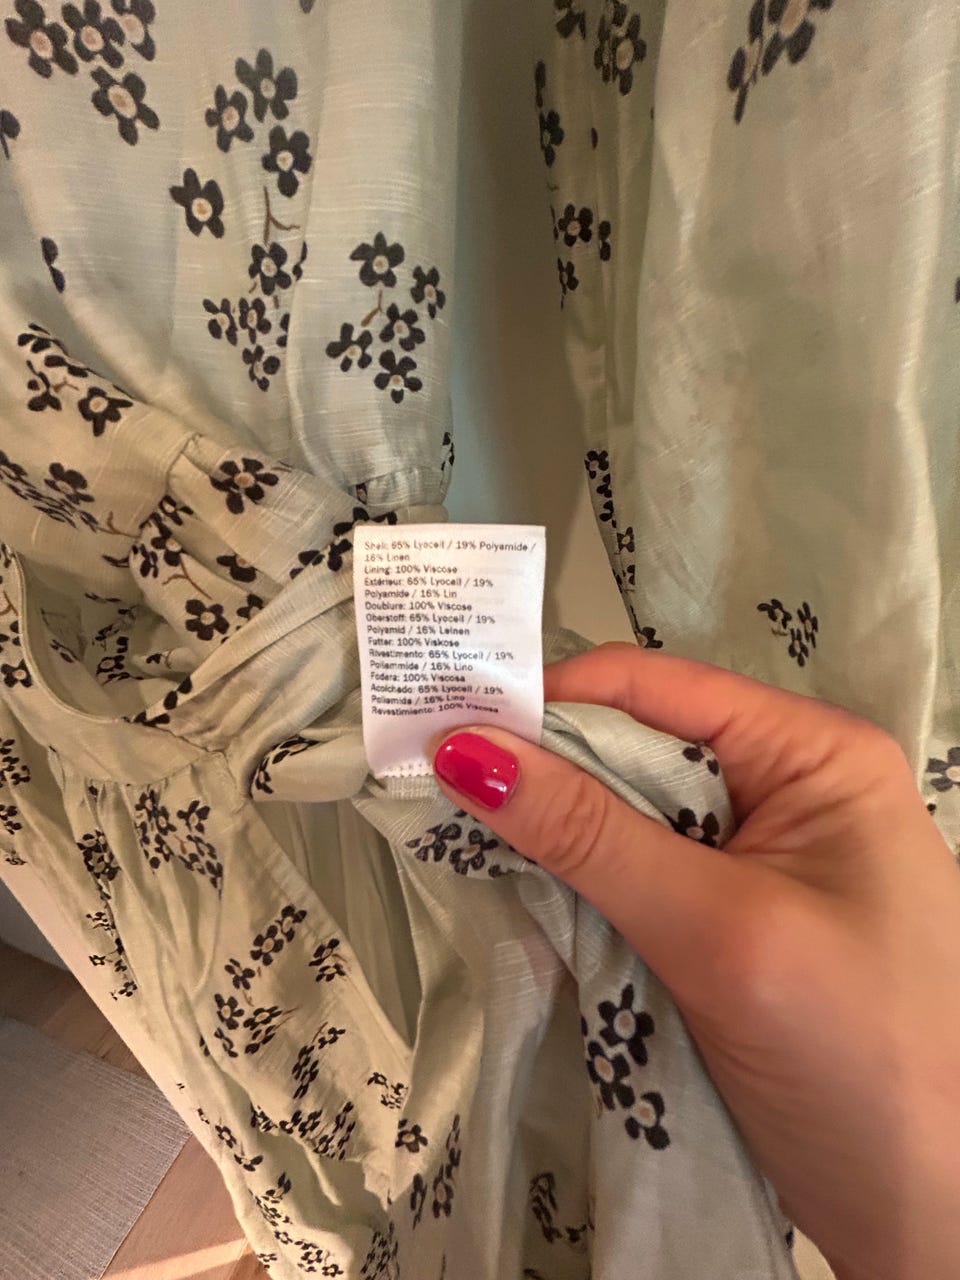 Shell: 65% Lyocell / 19% Polyamide /
16% Linen
Lining: 100% Viscose
Extérieur: 65% Lyocell / 19%
Polyamide / 16% Lin
Doublure: 100% Viscose
Oberstoff: 65% Lyocell / 19%
Polyamid / 16% Leinen
Futter: 100% Viskose
Rivestimento: 65% Lyocell / 19%
Poliammide / 16% Lino
Fodera: 100% Viscosa
Acolchado: 65% Lyocell / 19%
Poliamida / 16% Lino
Revestimiento: 100% Viscosa